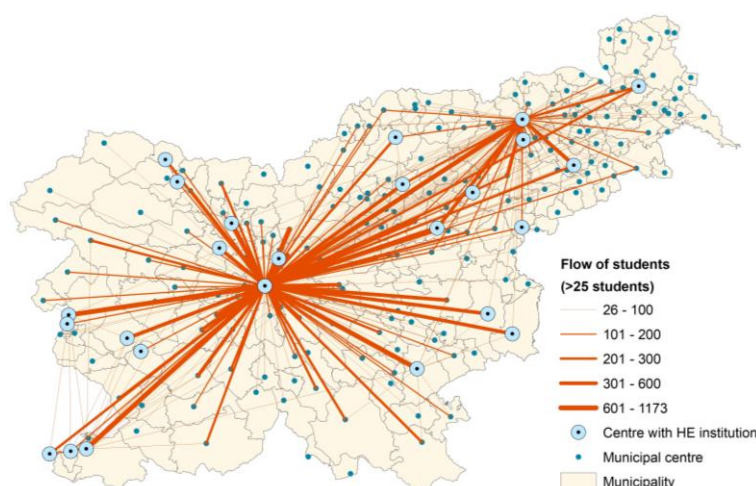 Flow of students
(>25 students)
26 - 100
101 - 200
201 - 300
301 - 600
601 - 1173
Centre with HE institution
Municipal centre
Municipality